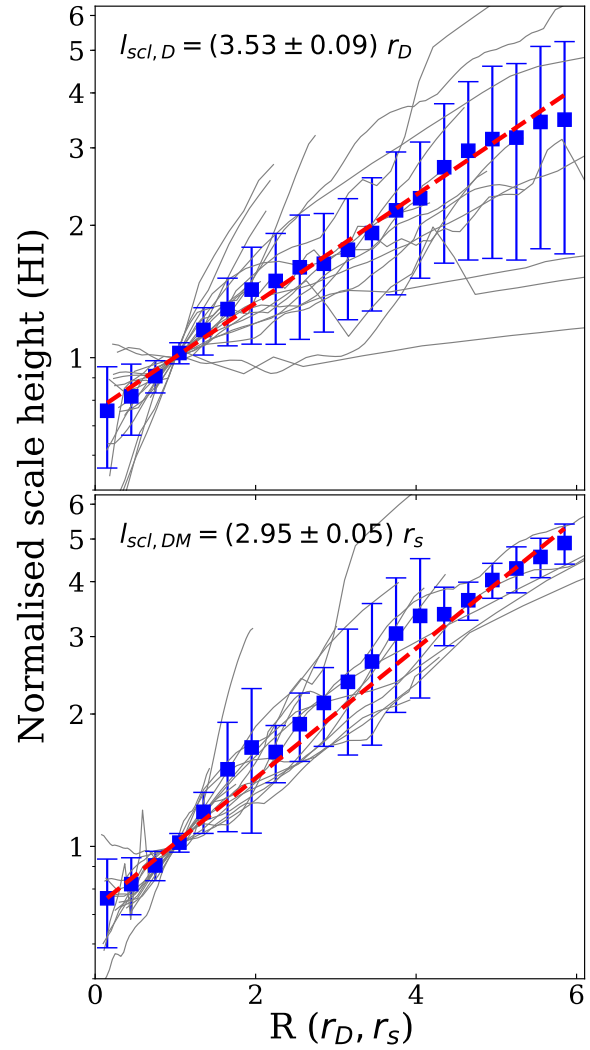 6
5
4
3
2
1
l_{scl, D} = (3.53 ± 0.09) r_D
6
5
4
3
2
1
l_{scl, DM} = (2.95 ± 0.05) r_s
Normalised scale height (HI)
0 2 4 6
R (r_D, r_s)